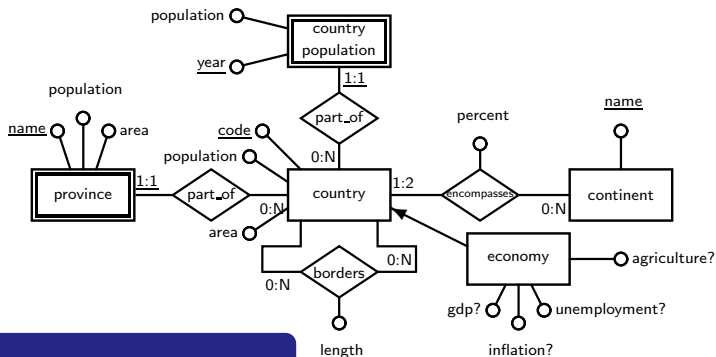 population
country
population
year
1:1
population
part_of
percent
name
name
area
code
0:N
population
province
1:1
part_of
0:N
country
1:2
encompasses
0:N
continent
area
economy
agriculture?
0:N
borders
0:N
gdp?
unemployment?
length
inflation?